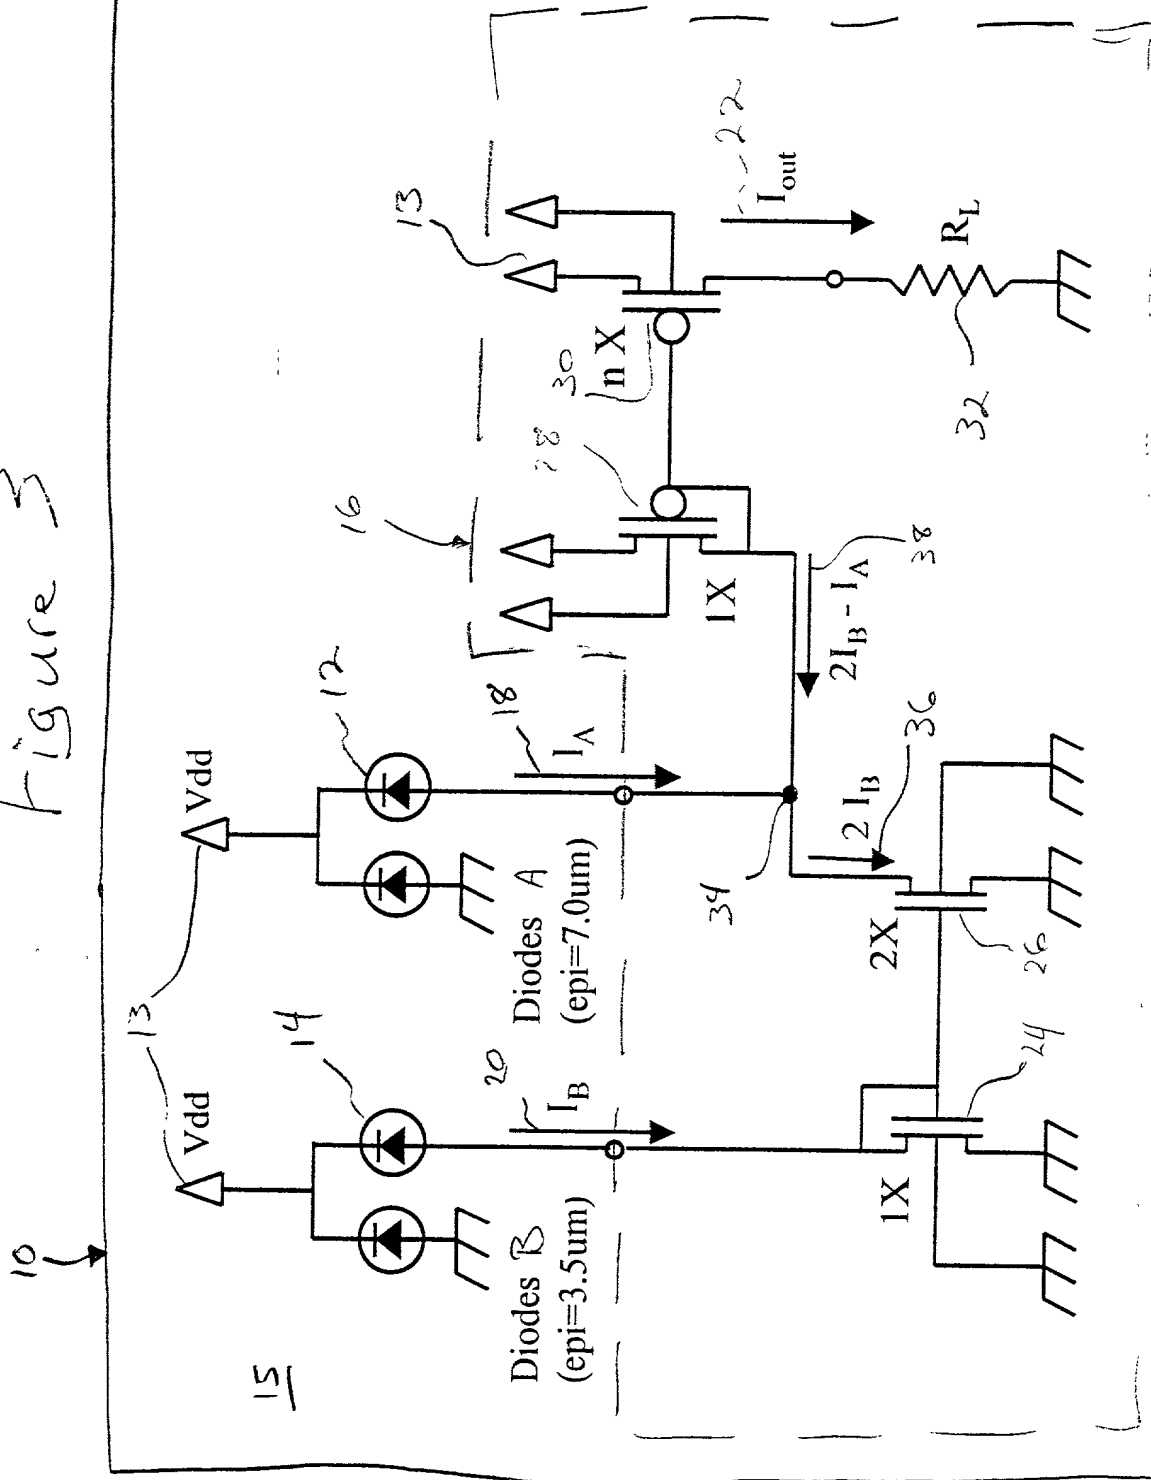 Figure 3
10
15
13
Vdd
Vdd
14
12
Diodes B
(epi=3.5um)
20
I_B
Diodes A
(epi=7.0um)
18
I_A
16
13
28
1X
30
n X
22
I_out
R_L
32
38
2I_B - I_A
34
2 I_B
36
1X
24
2X
26